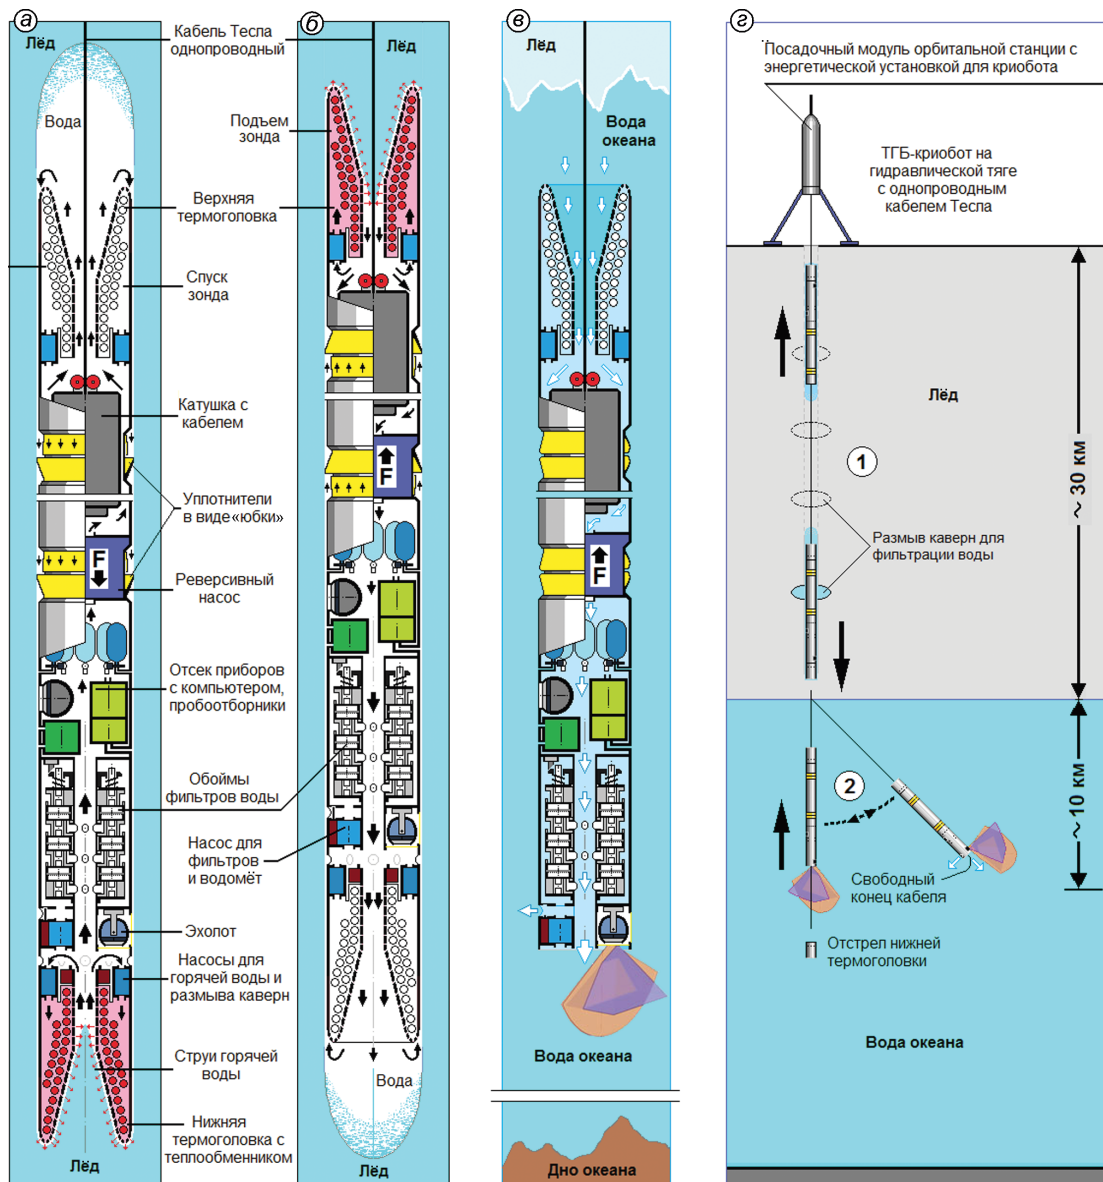 а
б
в
г
Лёд
Кабель Тесла
однопроводный
Лёд
Лёд
Посадочный модуль орбитальной станции с
энергетической установкой для криобота
Вода
Подъем
зонда
Вода
океана
ТГБ-криобот на
гидравлической тяге
с однопроводным
кабелем Тесла
Верхняя
термоголовка
Спуск
зонда
Катушка с
кабелем
Лёд
1
~ 30 км
Уплотнители
в виде«юбки»
Размыв каверн для
фильтрации воды
F
F
F
Реверсивный
насос
Отсек приборов
с компьютером,
пробоотборники
Обоймы
фильтров воды
2
~ 10 км
Насос для
фильтров
и водомёт
Свободный
конец кабеля
Эхолот
Отстрел нижней
термоголовки
Насосы для
горячей воды и
размыва каверн
Струи горячей
воды
Вода океана
Вода океана
Вода
Нижняя
термоголовка с
теплообменником
Лёд
Лёд
Дно океана